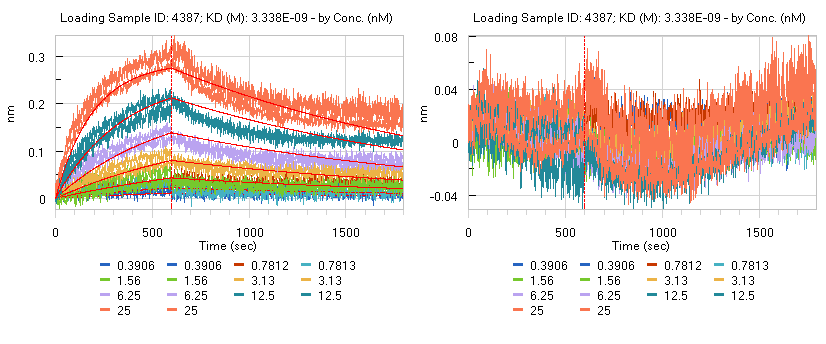 Loading Sample ID: 4387; KD (M): 3.338E-09 - by Conc. (nM)
0.3
0.2
0.1
0
nm
0 500 1000 1500
Time (sec)
0.3906 0.3906 0.7812 0.7813
1.56 1.56 3.13 3.13
6.25 6.25 12.5 12.5
25 25
Loading Sample ID: 4387; KD (M): 3.338E-09 - by Conc. (nM)
0.08
0.04
0
-0.04
nm
0 500 1000 1500
Time (sec)
0.3906 0.3906 0.7812 0.7813
1.56 1.56 3.13 3.13
6.25 6.25 12.5 12.5
25 25